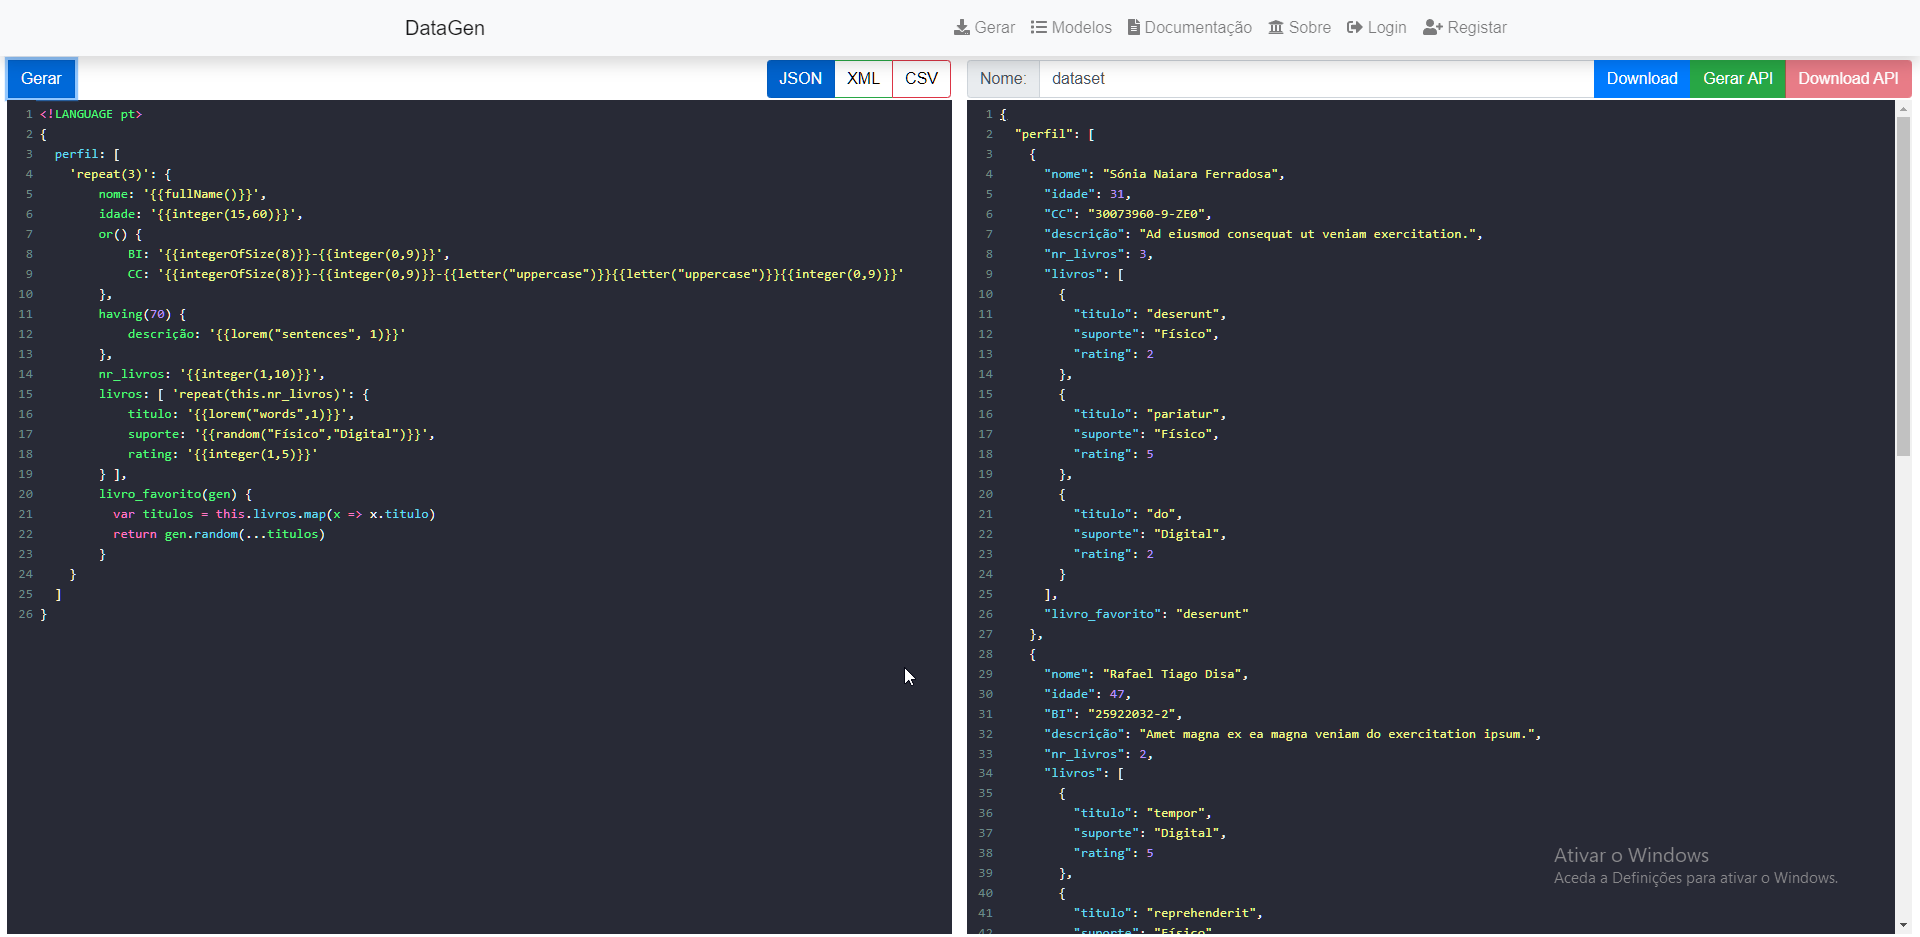 DataGen
Gerar
Modelos
Documentação
Sobre
Login
Registar
Gerar
JSON
XML
CSV
1 <!LANGUAGE pt>
2 {
3 perfil: [
4 'repeat(3)': {
5 nome: '{{fullName()}}',
6 idade: '{{integer(15,60)}}',
7 or() {
8 BI: '{{integerOfSize(8)}}-{{integer(0,9)}}',
9 CC: '{{integerOfSize(8)}}-{{integer(0,9)}}-{{letter("uppercase")}}{{letter("uppercase")}}{{integer(0,9)}}'
10 },
11 having(70) {
12 descrição: '{{lorem("sentences", 1)}}'
13 },
14 nr_livros: '{{integer(1,10)}}',
15 livros: [ 'repeat(this.nr_livros)': {
16 titulo: '{{lorem("words",1)}}',
17 suporte: '{{random("Físico","Digital")}}',
18 rating: '{{integer(1,5)}}'
19 } ],
20 livro_favorito(gen) {
21 var titulos = this.livros.map(x => x.titulo)
22 return gen.random(...titulos)
23 }
24 }
25 ]
26 }
Nome:
dataset
Download
Gerar API
Download API
1 {
2 "perfil": [
3 {
4 "nome": "Sónia Naiara Ferradosa",
5 "idade": 31,
6 "CC": "30073960-9-ZE0",
7 "descrição": "Ad eiusmod consequat ut veniam exercitation.",
8 "nr_livros": 3,
9 "livros": [
10 {
11 "titulo": "deserunt",
12 "suporte": "Físico",
13 "rating": 2
14 },
15 {
16 "titulo": "pariatur",
17 "suporte": "Físico",
18 "rating": 5
19 },
20 {
21 "titulo": "do",
22 "suporte": "Digital",
23 "rating": 2
24 }
25 ],
26 "livro_favorito": "deserunt"
27 },
28 {
29 "nome": "Rafael Tiago Disa",
30 "idade": 47,
31 "BI": "25922032-2",
32 "descrição": "Amet magna ex ea magna veniam do exercitation ipsum.",
33 "nr_livros": 2,
34 "livros": [
35 {
36 "titulo": "tempor",
37 "suporte": "Digital",
38 "rating": 5
39 },
40 {
41 "titulo": "reprehenderit",
42 "suporte": "Físico"
Ativar o Windows
Aceda a Definições para ativar o Windows.